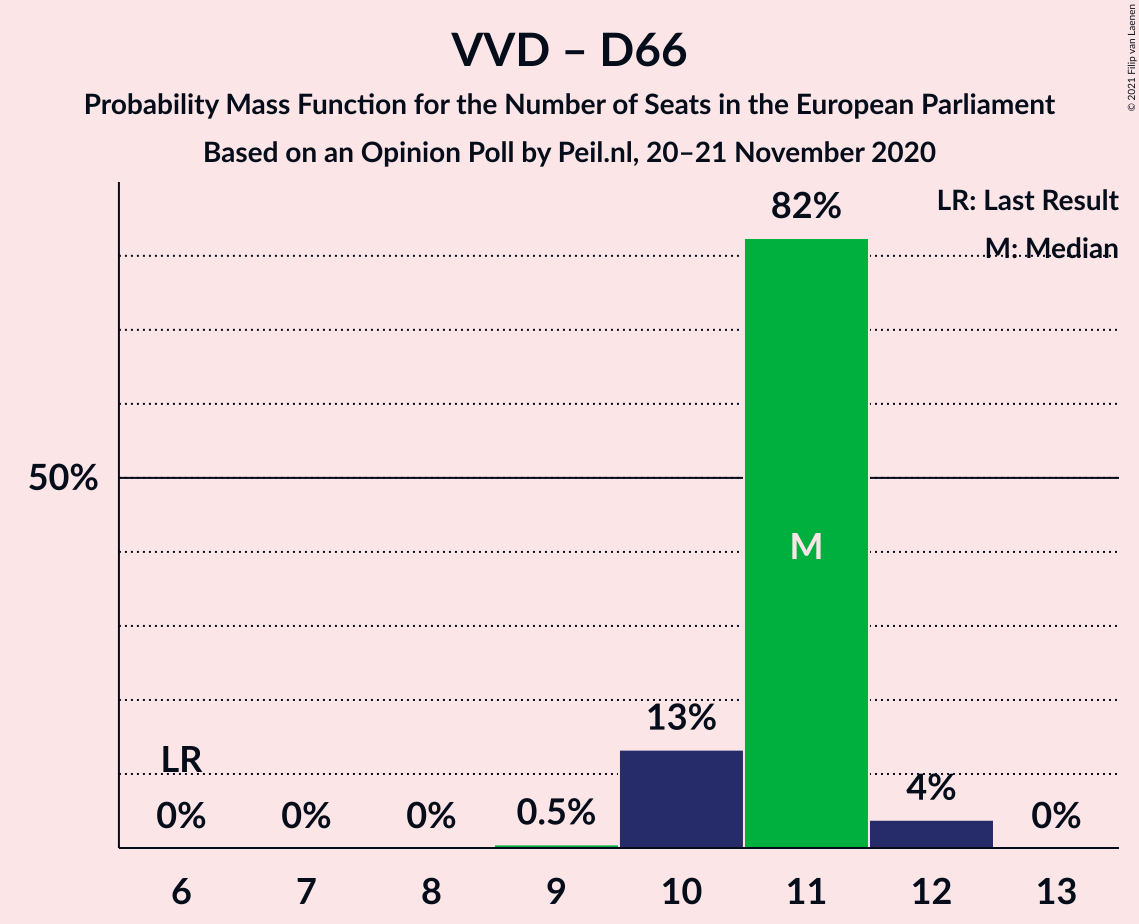 VVD – D66
Probability Mass Function for the Number of Seats in the European Parliament
Based on an Opinion Poll by Peil.nl, 20–21 November 2020
© 2021 Filip van Laenen
LR: Last Result
M: Median
82%
50%
M
13%
LR
4%
0%
0%
0%
0.5%
0%
6 7 8 9 10 11 12 13